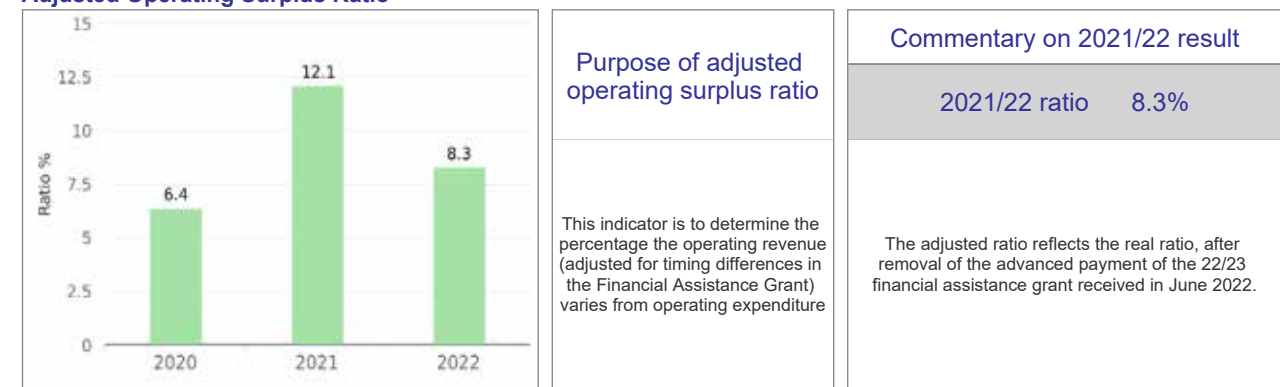 Adjusted Operating Surplus Ratio
15
12.5
10
7.5
5
2.5
0
Ratio %
6.4
12.1
8.3
2020
2021
2022
Purpose of adjusted
operating surplus ratio
This indicator is to determine the
percentage the operating revenue
(adjusted for timing differences in
the Financial Assistance Grant)
varies from operating expenditure
Commentary on 2021/22 result
2021/22 ratio 8.3%
The adjusted ratio reflects the real ratio, after
removal of the advanced payment of the 22/23
financial assistance grant received in June 2022.